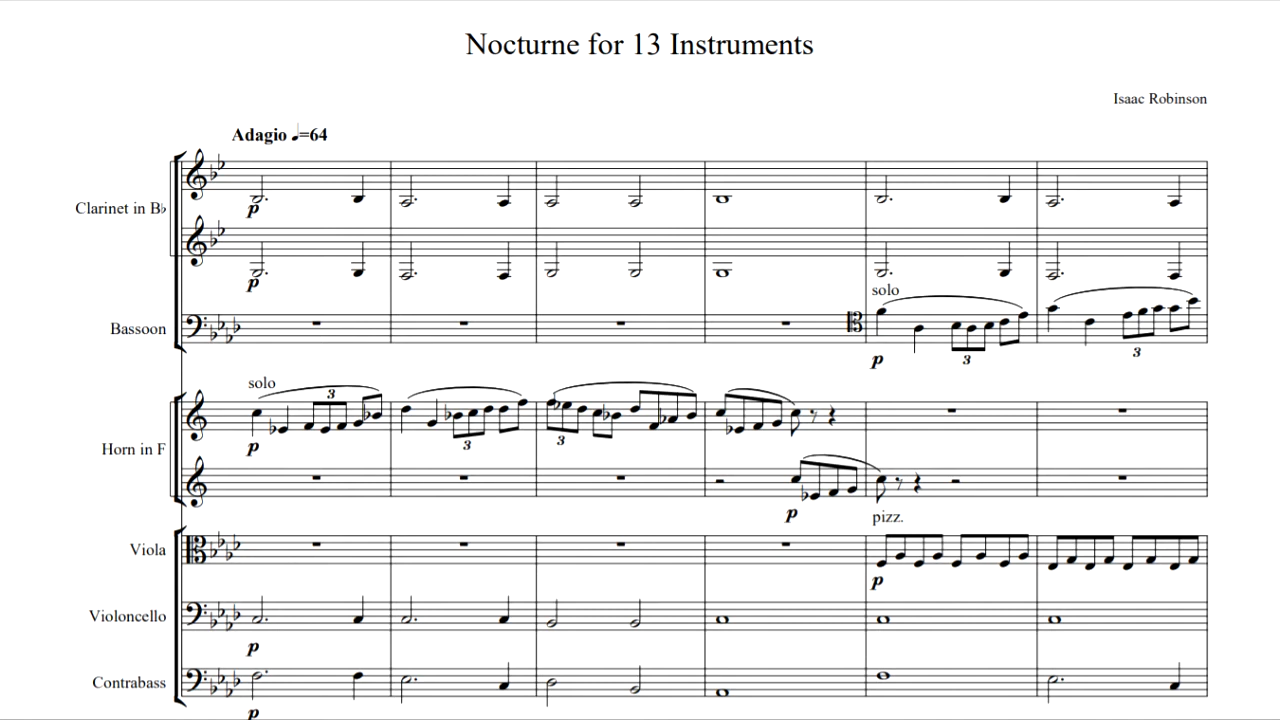 Nocturne for 13 Instruments
Isaac Robinson
Adagio ♩=64
Clarinet in B♭
p
p
solo
Bassoon
3
3
p
solo
3
Horn in F
p
3
3
p
pizz.
Viola
p
Violoncello
p
Contrabass
p